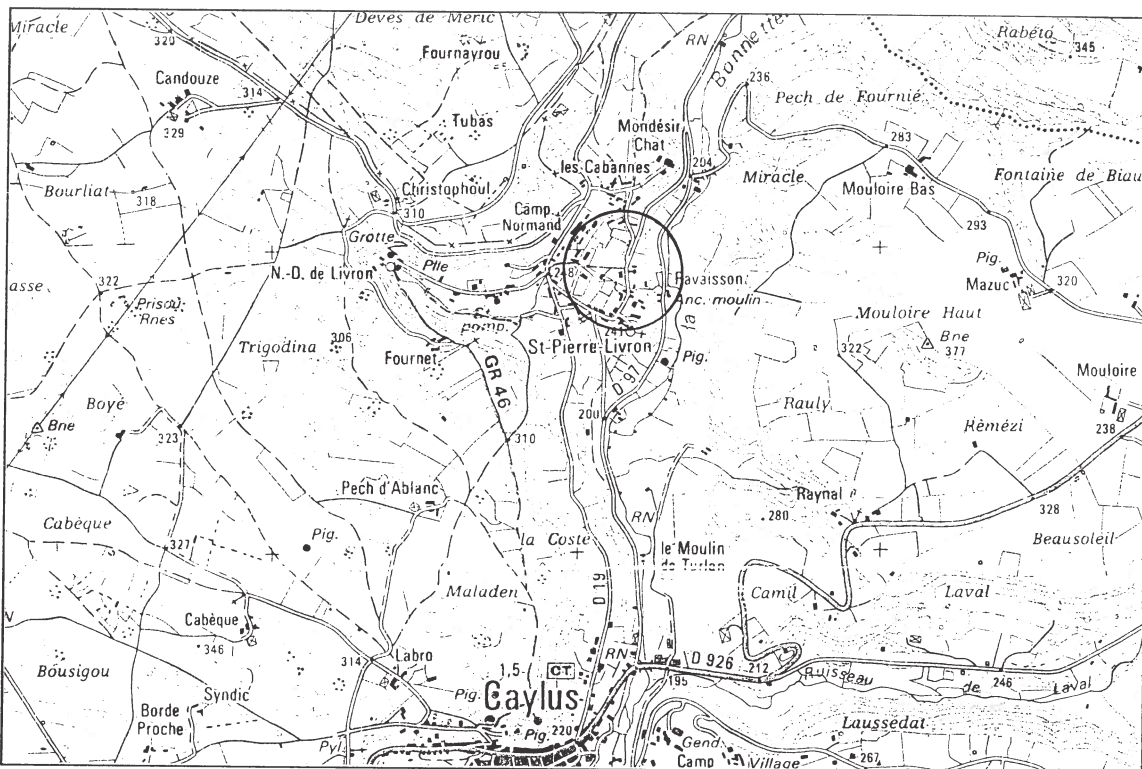 Miracle
320
Devès de Méric
RN
Bonnette
Rabéto
345
Fournayrou
Candouze
314
236
Pech de Fournié
329
Tubas
Mondésir
Chât
283
les Cabannes
204
Miracle
Mouloire Bas
Fontaine de Biau
Bourliat
318
Christophoul
310
Camp
Normand
293
Grotte
N.-D. de Livron
Plle
248
Ravaisson
Anc. moulin
Pig.
Mazuc
320
322
asse
Prisou
Rnes
pomp.
241
la
Mouloire Haut
Trigodina
306
Fournet
St-Pierre-Livron
Pig.
322
Bne
377
GR 46
D 97
Mouloire
Boyé
200
Rauly
Bne
323
310
Rèmézi
238
Pech d'Ablanc
Raynal
RN
280
328
Cabèque
Pig.
la Coste
Beausoleil
327
le Moulin
de Turlan
Maladen
D 19
Camil
Laval
Cabèque
346
314
Labro
RN
D 926
212
Bousigou
1,5
CT
195
Ruisseau
de
246
Laval
Syndic
Pig.
Caylus
Borde
Proche
Laussedat
Pyl.
Pig.
220
Gend.
Camp
Village
267